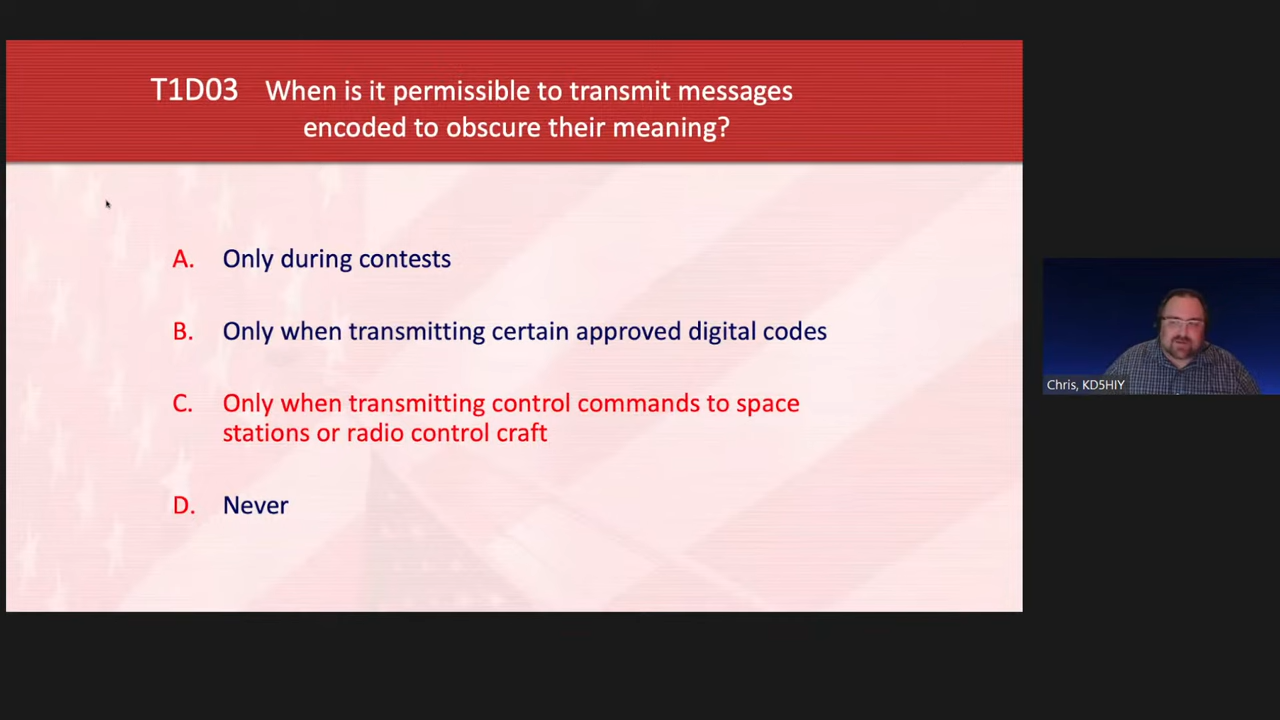 T1D03 When is it permissible to transmit messages
encoded to obscure their meaning?
A. Only during contests
B. Only when transmitting certain approved digital codes
C. Only when transmitting control commands to space
stations or radio control craft
D. Never
Chris, KD5HIY